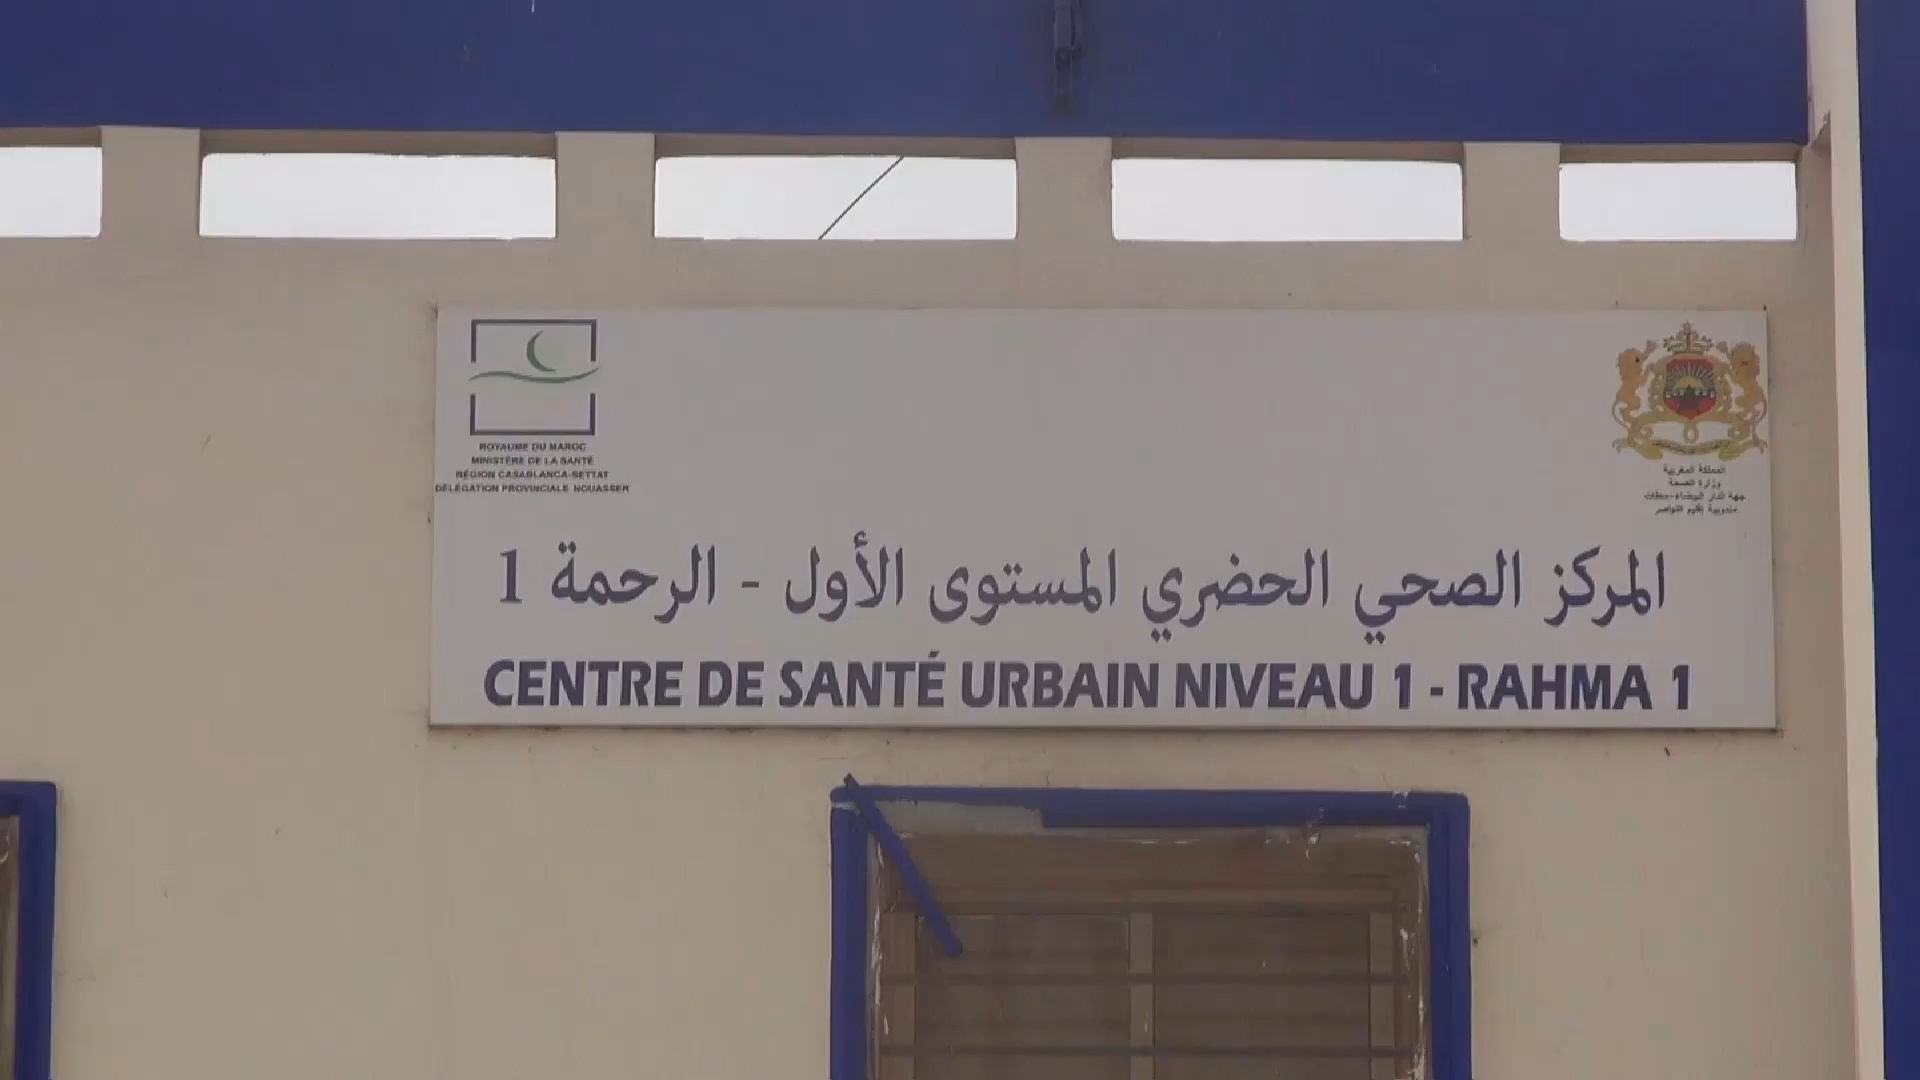 ROYAUME DU MAROC
MINISTÈRE DE LA SANTÉ
RÉGION CASABLANCA-SETTAT
DÉLÉGATION PROVINCIALE NOUASSER
المملكة المغربية
وزارة الصحة
جهة الدار البيضاء-سطات
مندوبية إقليم النواصر
المركز الصحي الحضري المستوى الأول - الرحمة 1
CENTRE DE SANTÉ URBAIN NIVEAU 1 - RAHMA 1